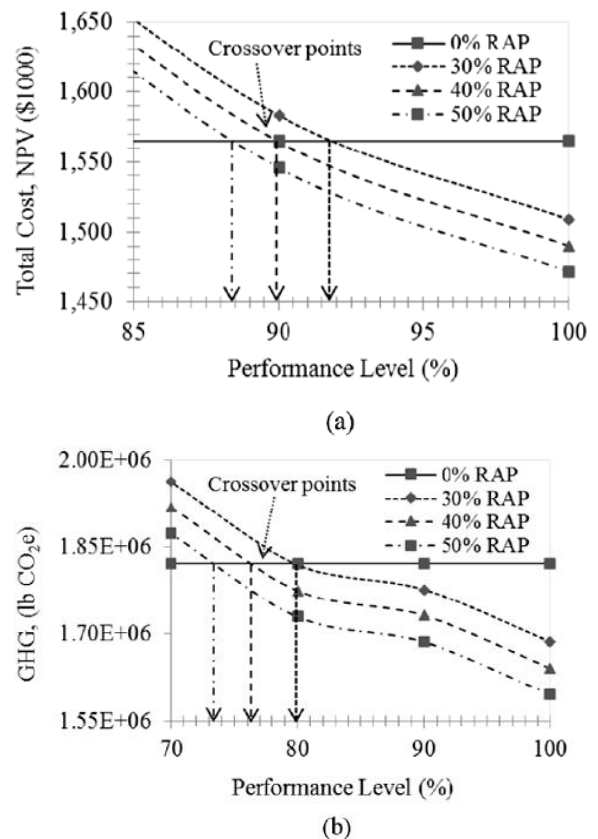 1,650
1,600
1,550
1,500
1,450
Total Cost, NPV ($1000)
Crossover points
0% RAP
30% RAP
40% RAP
50% RAP
85 90 95 100
Performance Level (%)
(a)
2.00E+06
1.85E+06
1.70E+06
1.55E+06
GHG, (lb CO₂e)
Crossover points
0% RAP
30% RAP
40% RAP
50% RAP
70 80 90 100
Performance Level (%)
(b)